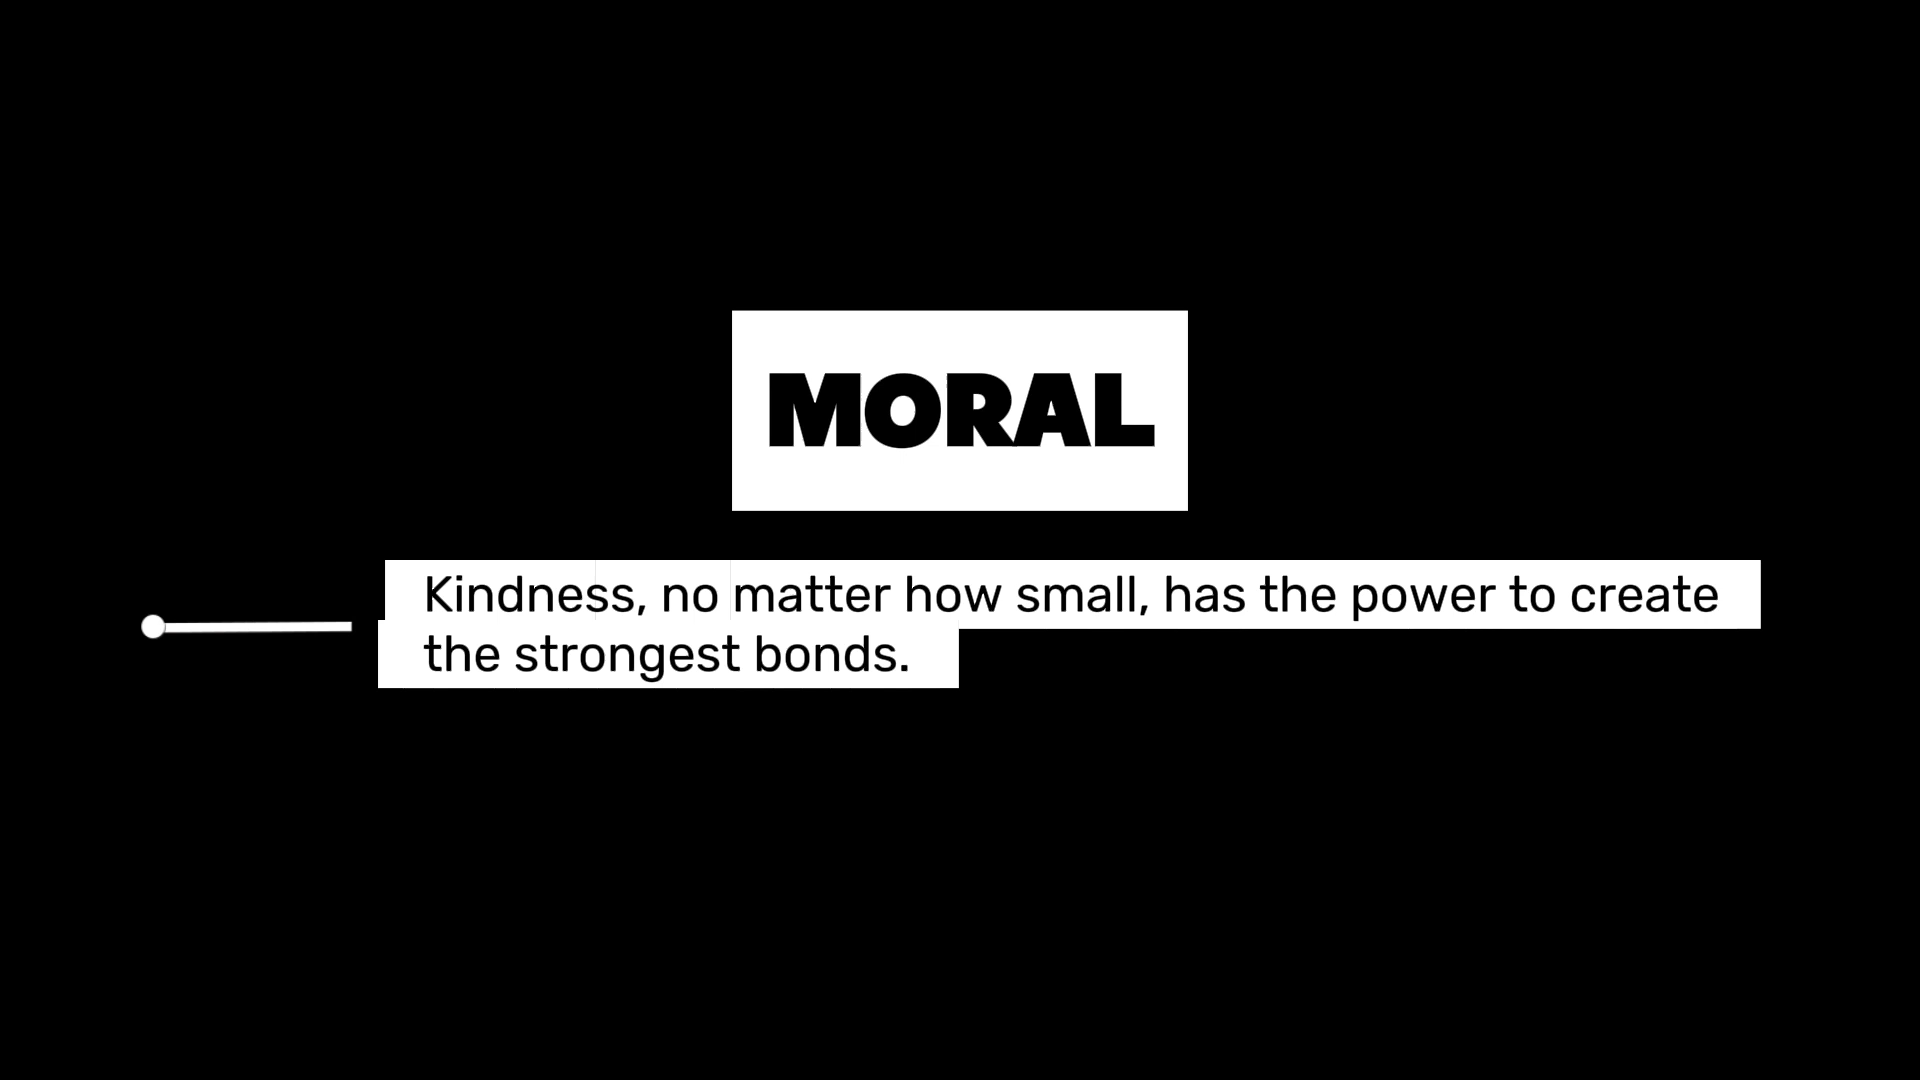 MORAL
Kindness, no matter how small, has the power to create
the strongest bonds.